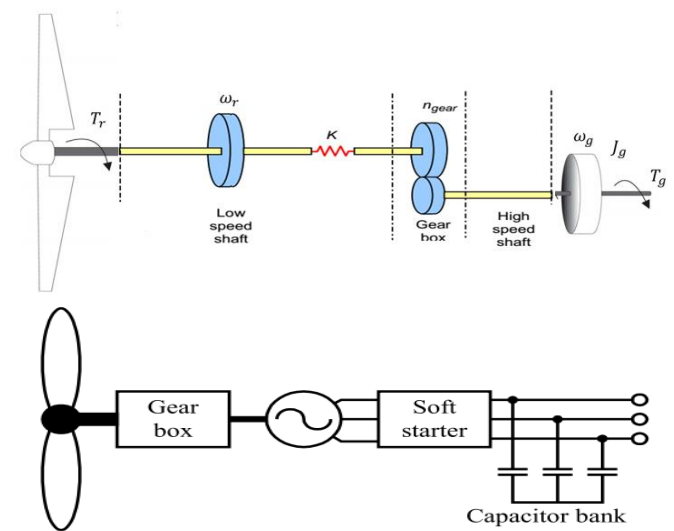 T_r
ω_r
K
n_gear
ω_g
J_g
T_g
Low
speed
shaft
Gear
box
High
speed
shaft
Gear
box
Soft
starter
Capacitor bank